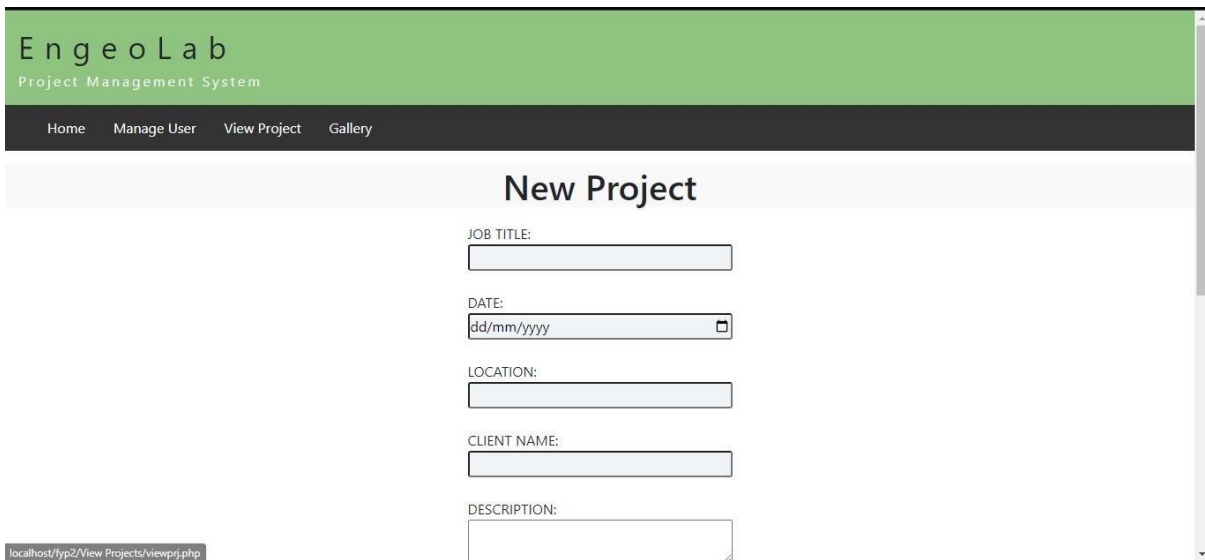 EngeoLab
Project Management System
Home Manage User View Project Gallery
New Project
JOB TITLE:
DATE:
dd/mm/yyyy
LOCATION:
CLIENT NAME:
DESCRIPTION:
localhost/fyp2/View Projects/viewprj.php